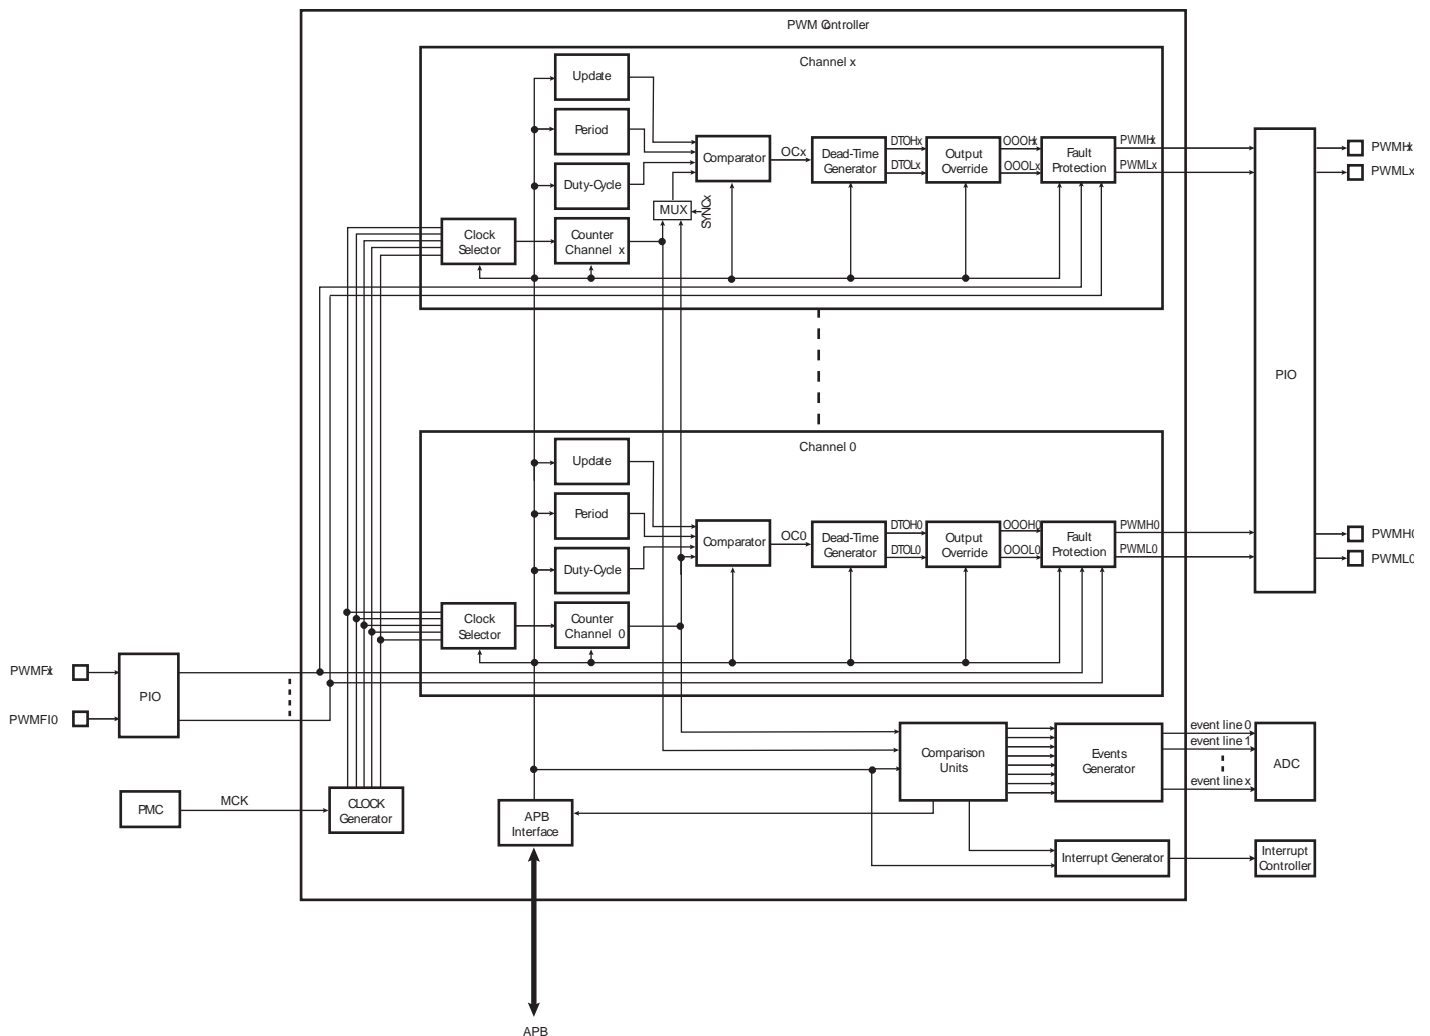 PWM Controller
Channel x
Update
Period
Comparator
OCx
Dead-Time
Generator
DTOHx
DTOLx
Output
Override
OOOHx
OOOLx
Fault
Protection
PWMHx
PWMLx
PWMHx
PWMLx
Duty-Cycle
MUX
SYNCx
Clock
Selector
Counter
Channel x
PIO
Channel 0
Update
Period
Comparator
OC0
Dead-Time
Generator
DTOH0
DTOL0
Output
Override
OOOH0
OOOL0
Fault
Protection
PWMH0
PWML0
PWMH0
PWML0
Duty-Cycle
Clock
Selector
Counter
Channel 0
PWMFIx
PIO
PWMFI0
Comparison
Units
Events
Generator
event line 0
event line 1
event line x
ADC
PMC
MCK
CLOCK
Generator
APB
Interface
Interrupt Generator
Interrupt
Controller
APB